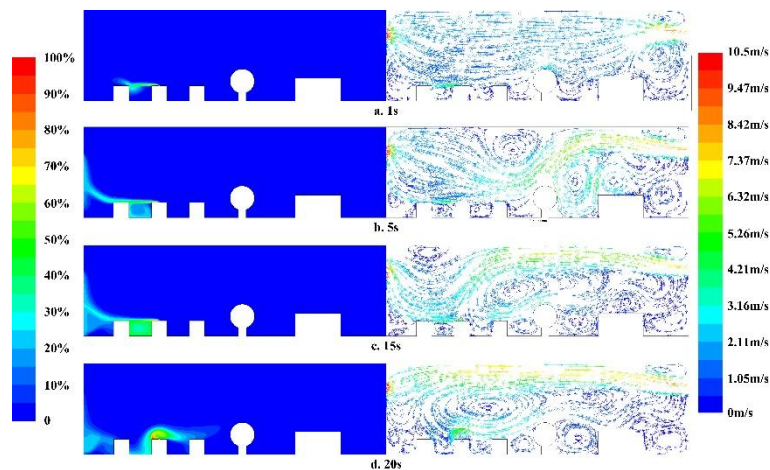 100%
90%
80%
70%
60%
50%
40%
30%
20%
10%
0
a. 1s
b. 5s
c. 15s
d. 20s
10.5m/s
9.47m/s
8.42m/s
7.37m/s
6.32m/s
5.26m/s
4.21m/s
3.16m/s
2.11m/s
1.05m/s
0m/s